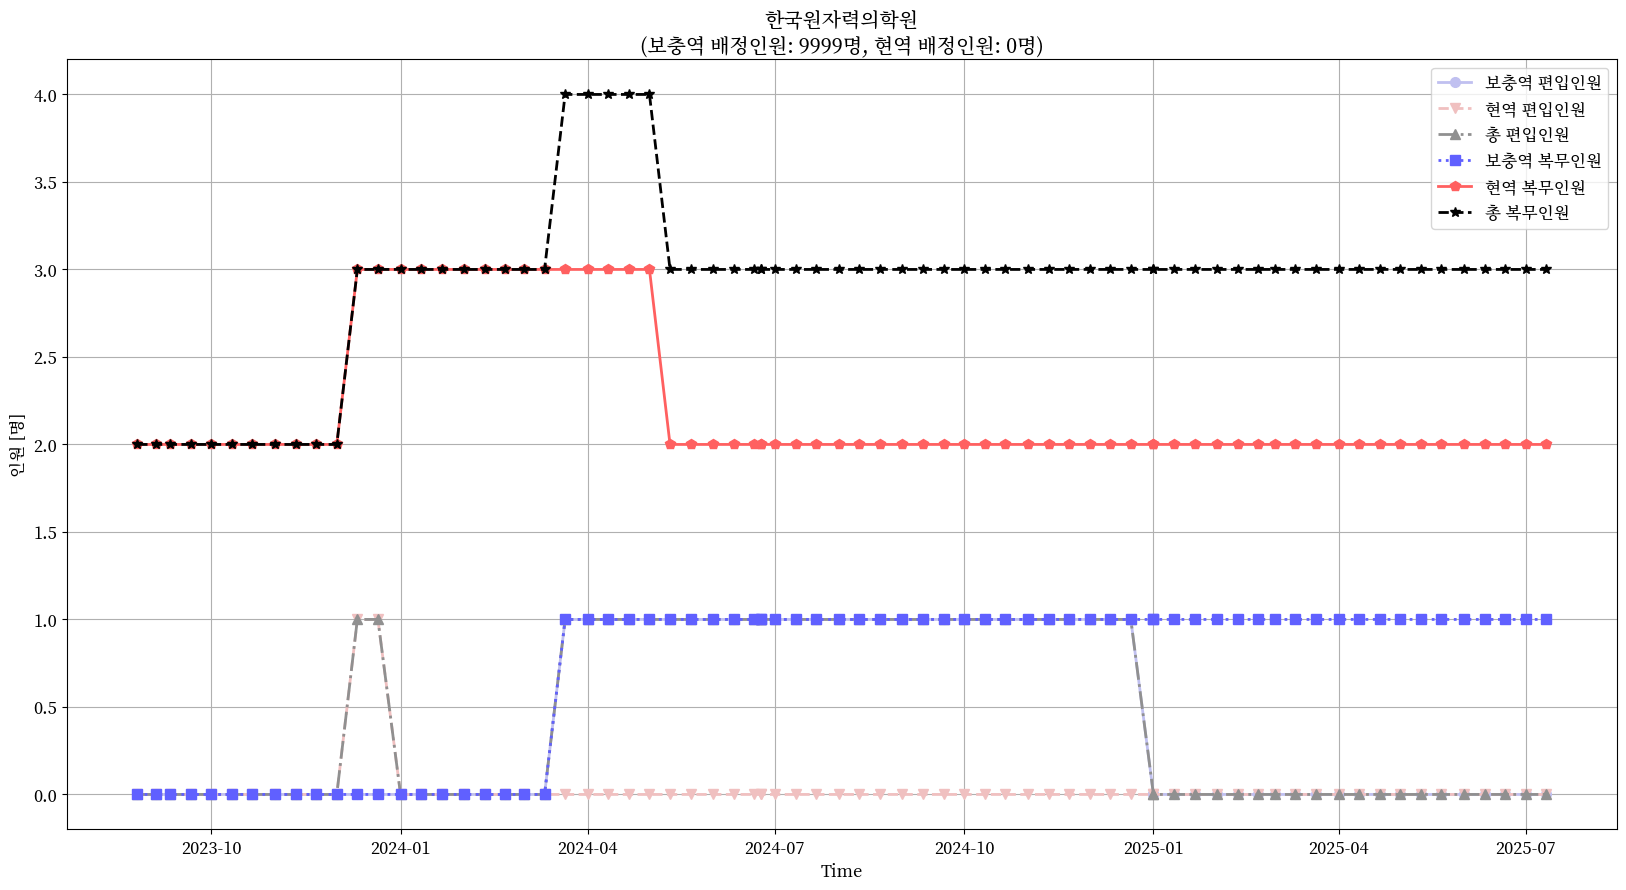 한국원자력의학원
(보충역 배정인원: 9999명, 현역 배정인원: 0명)
보충역 편입인원
현역 편입인원
총 편입인원
보충역 복무인원
현역 복무인원
총 복무인원
인원 [명]
4.0
3.5
3.0
2.5
2.0
1.5
1.0
0.5
0.0
2023-10
2024-01
2024-04
2024-07
2024-10
2025-01
2025-04
2025-07
Time